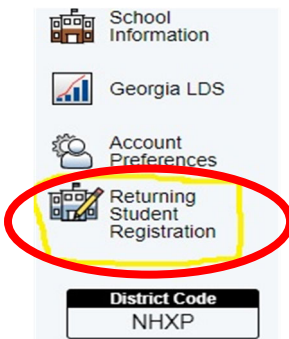 School
Information
Georgia LDS
Account
Preferences
Returning
Student
Registration
District Code
NHXP